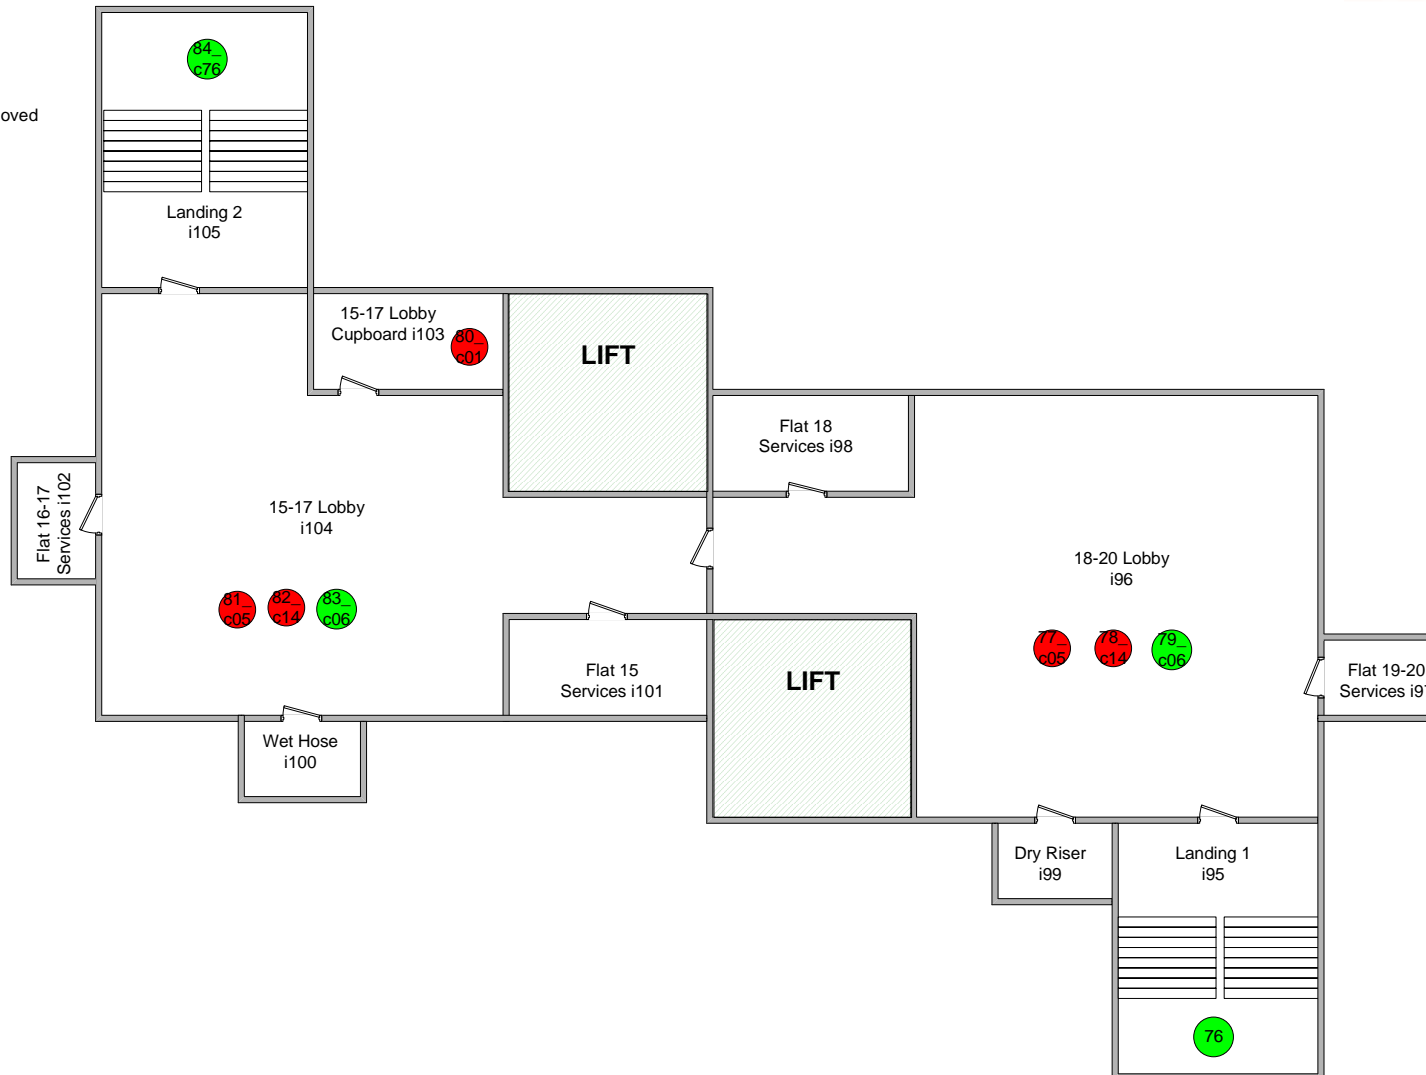 84_
c76
oved
Landing 2
i105
15-17 Lobby
Cupboard i103
80_
c01
LIFT
Flat 18
Services i98
Flat 16-17
Services i102
15-17 Lobby
i104
18-20 Lobby
i96
81_
c05
82_
c14
83_
c06
77_
c05
78_
c14
79_
c06
Flat 15
Services i101
LIFT
Flat 19-20
Services i97
Wet Hose
i100
Dry Riser
i99
Landing 1
i95
76